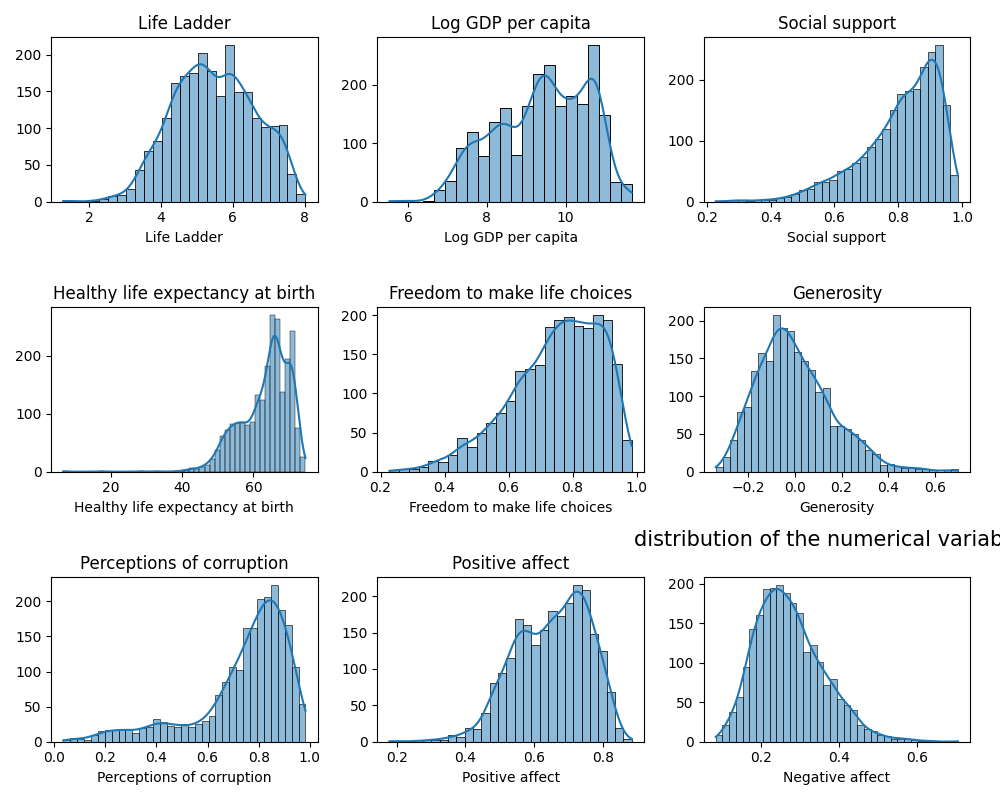 Life Ladder
Log GDP per capita
Social support
200
150
100
50
0
2 4 6 8
Life Ladder
200
100
0
6 8 10
Log GDP per capita
200
100
0
0.2 0.4 0.6 0.8 1.0
Social support
Healthy life expectancy at birth
Freedom to make life choices
Generosity
200
100
0
20 40 60
Healthy life expectancy at birth
200
150
100
50
0
0.2 0.4 0.6 0.8 1.0
Freedom to make life choices
200
150
100
50
0
−0.2 0.0 0.2 0.4 0.6
Generosity
distribution of the numerical variab
Perceptions of corruption
Positive affect
200
150
100
50
0
0.0 0.2 0.4 0.6 0.8 1.0
Perceptions of corruption
200
150
100
50
0
0.2 0.4 0.6 0.8
Positive affect
200
150
100
50
0
0.2 0.4 0.6
Negative affect